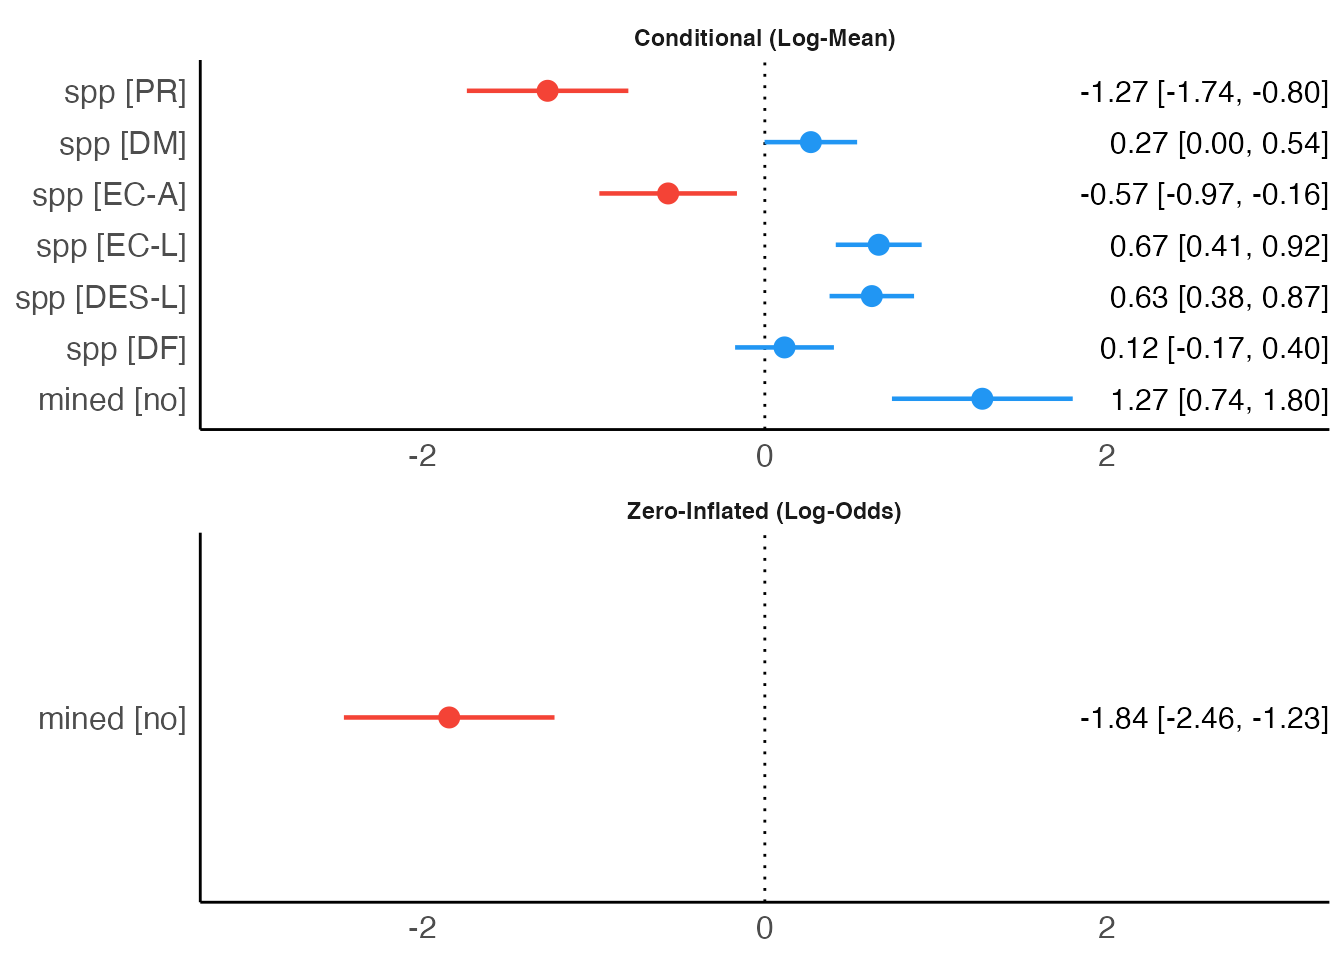 Conditional (Log-Mean)
spp [PR] -1.27 [-1.74, -0.80]
spp [DM] 0.27 [0.00, 0.54]
spp [EC-A] -0.57 [-0.97, -0.16]
spp [EC-L] 0.67 [0.41, 0.92]
spp [DES-L] 0.63 [0.38, 0.87]
spp [DF] 0.12 [-0.17, 0.40]
mined [no] 1.27 [0.74, 1.80]
-2 0 2
Zero-Inflated (Log-Odds)
mined [no] -1.84 [-2.46, -1.23]
-2 0 2